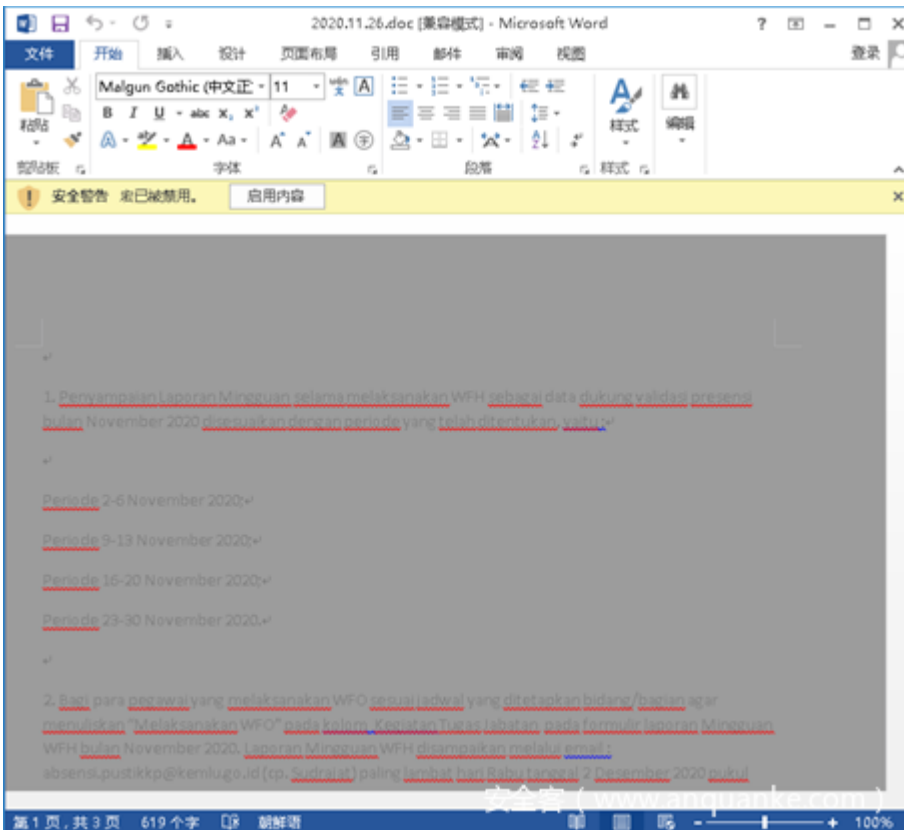 2020.11.26.doc [兼容模式] - Microsoft Word
文件 开始 插入 设计 页面布局 引用 邮件 审阅 视图 登录
Malgun Gothic (中文正 11
粘贴 样式 编辑
剪贴板 字体 段落 样式
安全警告 宏已被禁用。 启用内容
1. Penyampaian Laporan Mingguan selama melaksanakan WFH sebagai data dukung validasi presensi
bulan November 2020 disesuaikan dengan periode yang telah ditentukan, yaitu :
Periode 2-6 November 2020;
Periode 9-13 November 2020;
Periode 16-20 November 2020;
Periode 23-30 November 2020.
2. Bagi para pegawai yang melaksanakan WFO sesuai jadwal yang ditetapkan bidang/bagian agar
menuliskan "Melaksanakan WFO" pada kolom Kegiatan Tugas Jabatan pada formulir laporan Mingguan
WFH bulan November 2020. Laporan Mingguan WFH disampaikan melalui email :
absensi.pustikkp@kemlu.go.id (cp. Sudrajat) paling lambat hari Rabu tanggal 2 Desember 2020 pukul
安全客 ( www.anquanke.com )
第 1 页，共 3 页 619 个字 朝鲜语 100%